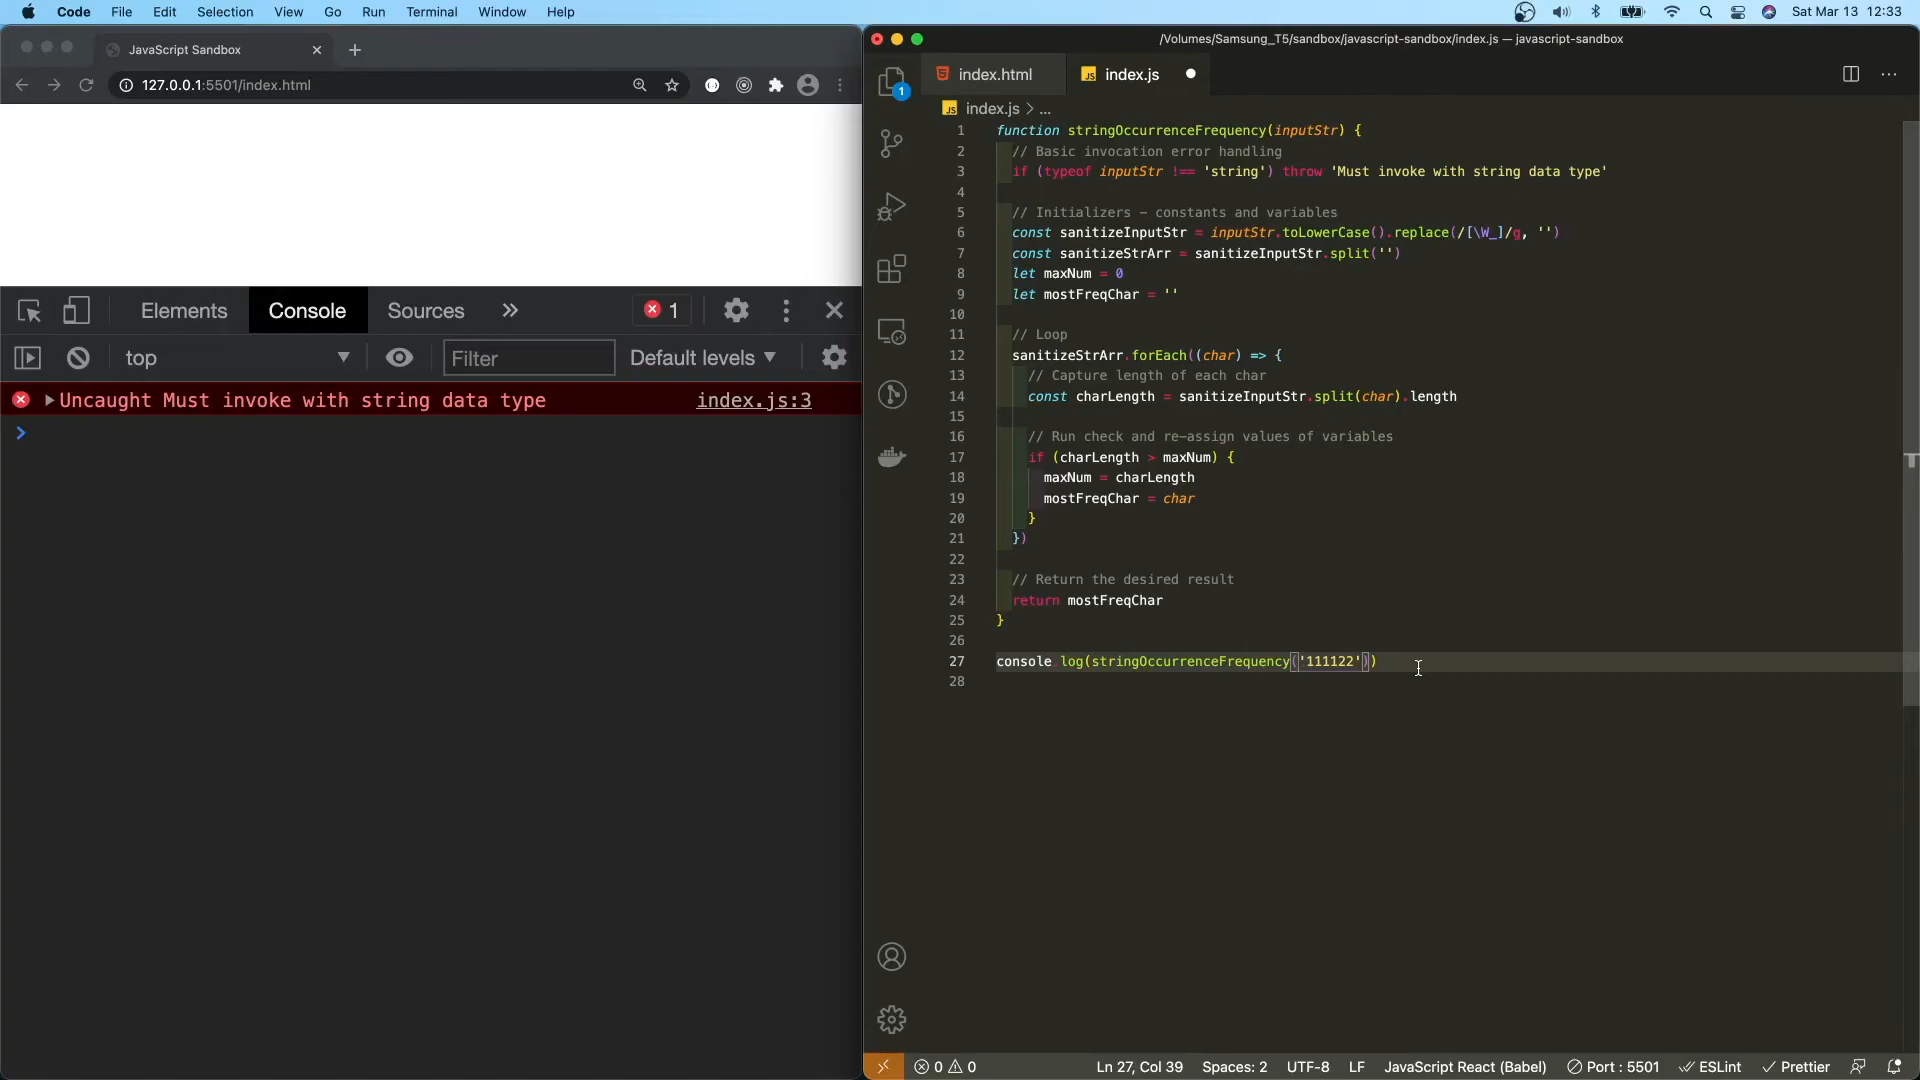 Code File Edit Selection View Go Run Terminal Window Help Sat Mar 13 12:33
JavaScript Sandbox
127.0.0.1:5501/index.html
Elements Console Sources 1
top Filter Default levels
Uncaught Must invoke with string data type index.js:3
/Volumes/Samsung_T5/sandbox/javascript-sandbox/index.js — javascript-sandbox
1
index.html JS index.js
JS index.js > ...
1 function stringOccurrenceFrequency(inputStr) {
2 // Basic invocation error handling
3 if (typeof inputStr !== 'string') throw 'Must invoke with string data type'
4
5 // Initializers - constants and variables
6 const sanitizeInputStr = inputStr.toLowerCase().replace(/[\W_]/g, '')
7 const sanitizeStrArr = sanitizeInputStr.split('')
8 let maxNum = 0
9 let mostFreqChar = ''
10
11 // Loop
12 sanitizeStrArr.forEach((char) => {
13 // Capture length of each char
14 const charLength = sanitizeInputStr.split(char).length
15
16 // Run check and re-assign values of variables
17 if (charLength > maxNum) {
18 maxNum = charLength
19 mostFreqChar = char
20 }
21 })
22
23 // Return the desired result
24 return mostFreqChar
25 }
26
27 console.log(stringOccurrenceFrequency('111122'))
28
0 0 Ln 27, Col 39 Spaces: 2 UTF-8 LF JavaScript React (Babel) Port : 5501 ESLint Prettier